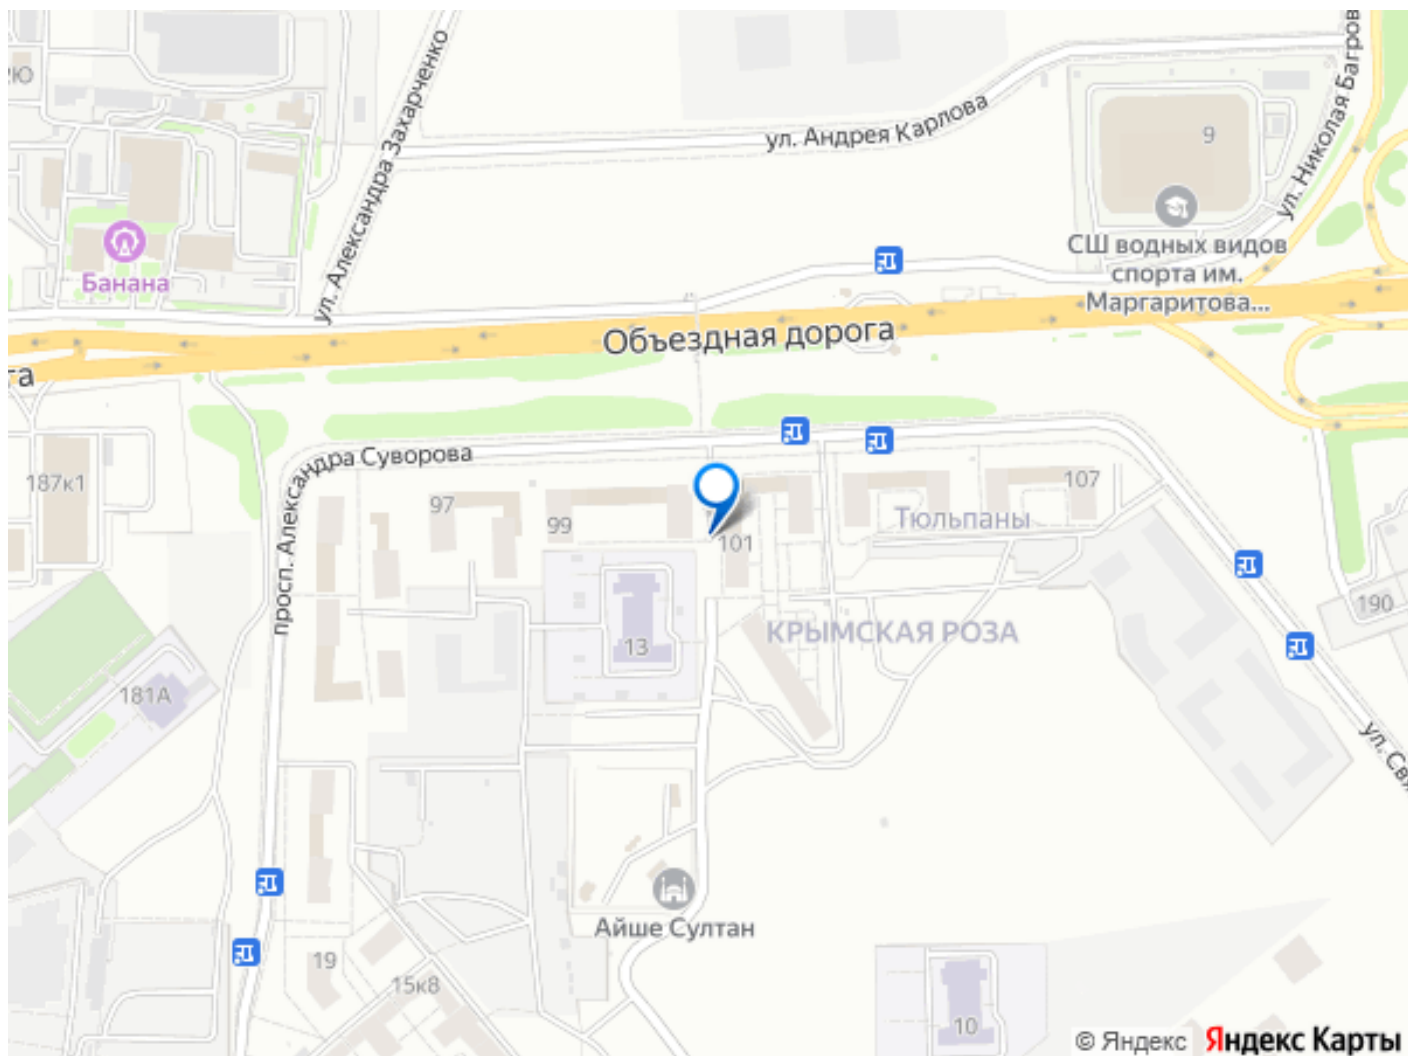 ул. Александра Захарченко
ул. Николая Багров
ул. Андрея Карлова
9
Банана
СШ водных видов
спорта им.
Маргаритова...
Объездная дорога
га
просп. Александра Суворова
187к1
97
99
101
107
Тюльпаны
13
КРЫМСКАЯ РОЗА
190
181А
ул. Свя
Айше Султан
19
15к8
10
© Яндекс Яндекс Карты